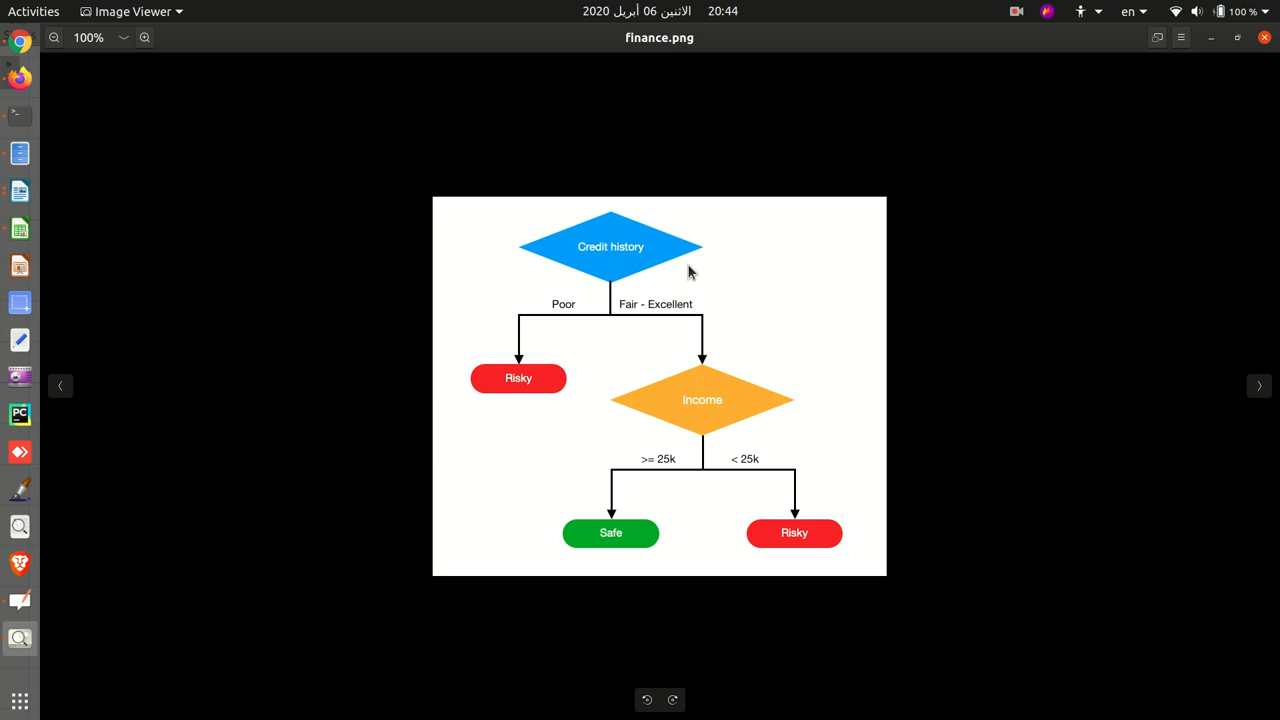 Activities
Image Viewer
الاثنين 06 أبريل 2020 20:44
en
100 %
100%
finance.png
Credit history
Poor
Fair - Excellent
Risky
Income
>= 25k
< 25k
Safe
Risky
PC